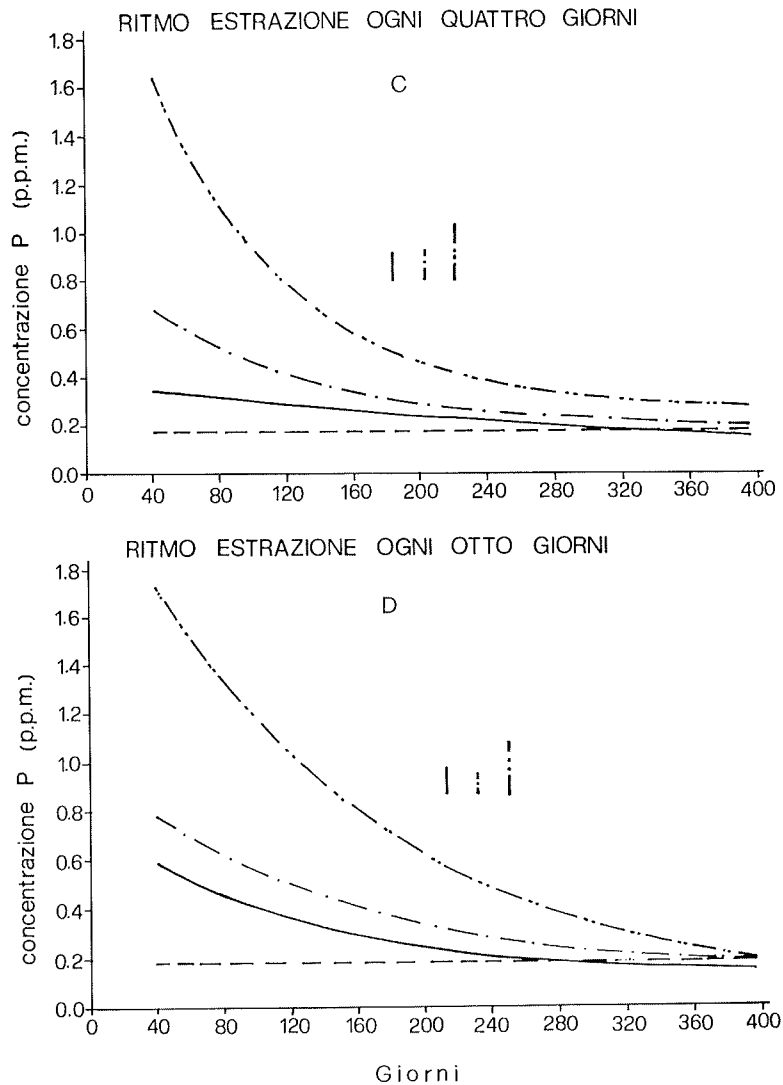 RITMO ESTRAZIONE OGNI QUATTRO GIORNI
C
concentrazione P (p.p.m.)
1.8
1.6
1.4
1.2
1.0
0.8
0.6
0.4
0.2
0.0
0 40 80 120 160 200 240 280 320 360 400
RITMO ESTRAZIONE OGNI OTTO GIORNI
D
concentrazione P (p.p.m.)
1.8
1.6
1.4
1.2
1.0
0.8
0.6
0.4
0.2
0.0
0 40 80 120 160 200 240 280 320 360 400
Giorni